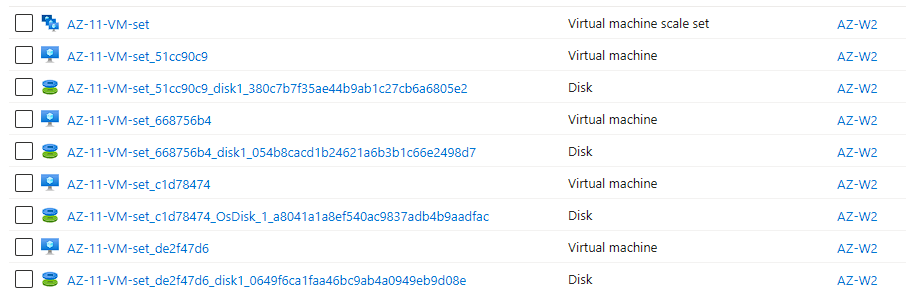 AZ-11-VM-set Virtual machine scale set AZ-W2
AZ-11-VM-set_51cc90c9 Virtual machine AZ-W2
AZ-11-VM-set_51cc90c9_disk1_380c7b7f35ae44b9ab1c27cb6a6805e2 Disk AZ-W2
AZ-11-VM-set_668756b4 Virtual machine AZ-W2
AZ-11-VM-set_668756b4_disk1_054b8cacd1b24621a6b3b1c66e2498d7 Disk AZ-W2
AZ-11-VM-set_c1d78474 Virtual machine AZ-W2
AZ-11-VM-set_c1d78474_OsDisk_1_a8041a1a8ef540ac9837adb4b9aadfac Disk AZ-W2
AZ-11-VM-set_de2f47d6 Virtual machine AZ-W2
AZ-11-VM-set_de2f47d6_disk1_0649f6ca1faa46bc9ab4a0949eb9d08e Disk AZ-W2